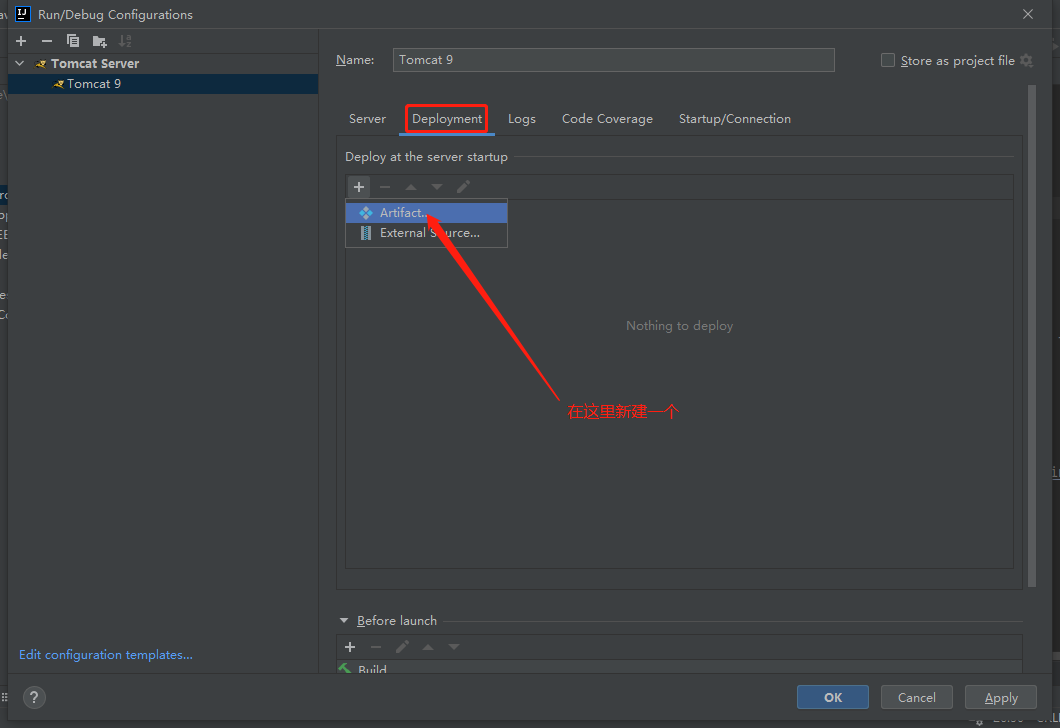 Run/Debug Configurations
Tomcat Server
Tomcat 9
Name:
Tomcat 9
Store as project file
Server
Deployment
Logs
Code Coverage
Startup/Connection
Deploy at the server startup
Artifact...
External Source...
Nothing to deploy
在这里新建一个
Before launch
Build
Edit configuration templates...
?
OK
Cancel
Apply